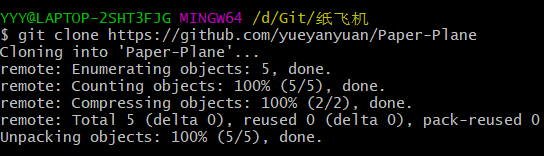 YYY@LAPTOP-2SHT3FJG MINGW64 /d/Git/纸飞机
$ git clone https://github.com/yueyanyuan/Paper-Plane
Cloning into 'Paper-Plane'...
remote: Enumerating objects: 5, done.
remote: Counting objects: 100% (5/5), done.
remote: Compressing objects: 100% (2/2), done.
remote: Total 5 (delta 0), reused 0 (delta 0), pack-reused 0
Unpacking objects: 100% (5/5), done.